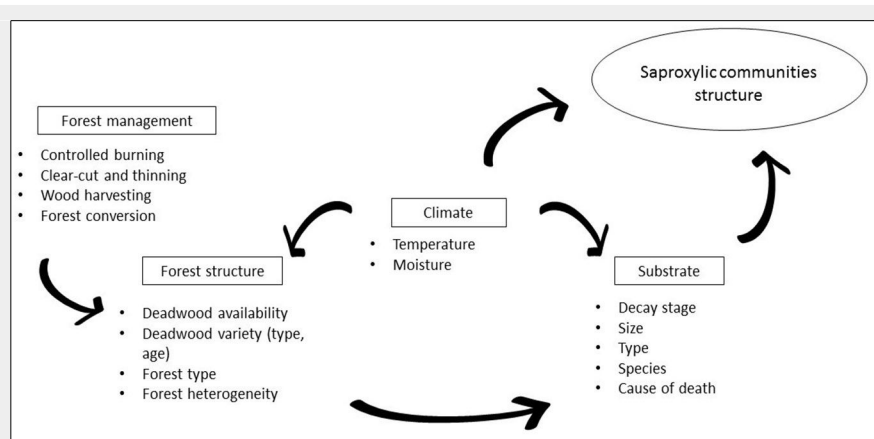 Saproxylic communities
structure
Forest management
• Controlled burning
• Clear-cut and thinning
• Wood harvesting
• Forest conversion
Climate
• Temperature
• Moisture
Forest structure
• Deadwood availability
• Deadwood variety (type,
age)
• Forest type
• Forest heterogeneity
Substrate
• Decay stage
• Size
• Type
• Species
• Cause of death